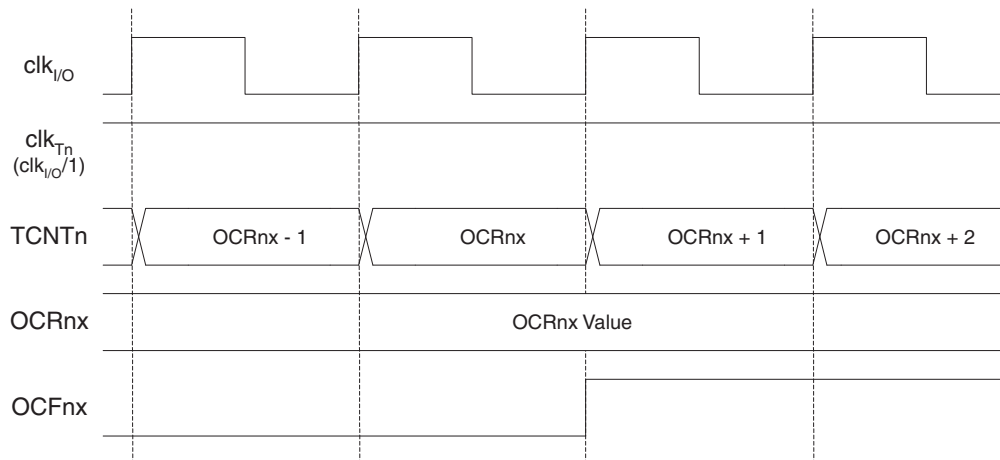 clkI/O
clkTn
(clkI/O/1)
TCNTn
OCRnx - 1
OCRnx
OCRnx + 1
OCRnx + 2
OCRnx
OCRnx Value
OCFnx